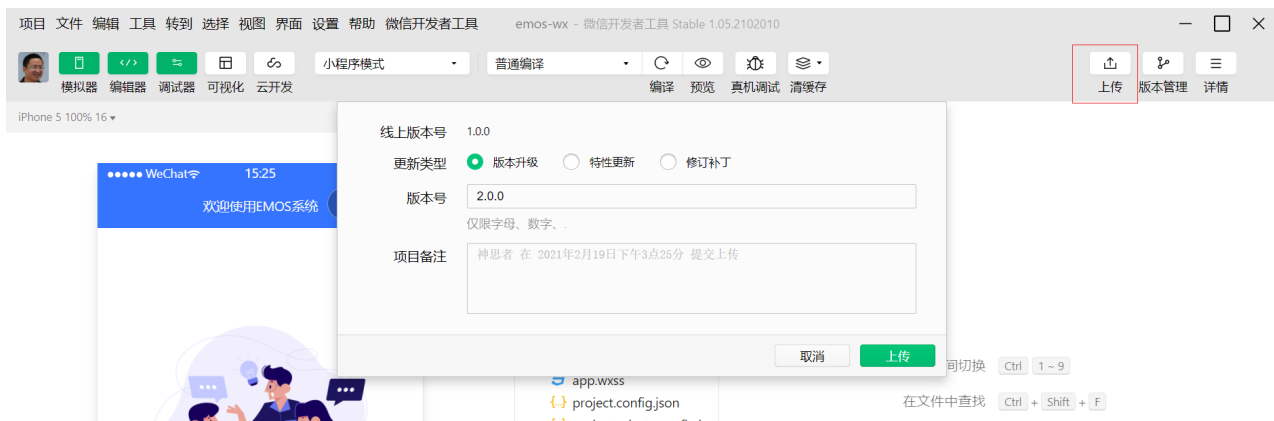 项目 文件 编辑 工具 转到 选择 视图 界面 设置 帮助 微信开发者工具 emos-wx - 微信开发者工具 Stable 1.05.2102010
小程序模式 普通编译
模拟器 编辑器 调试器 可视化 云开发 编译 预览 真机调试 清缓存 上传 版本管理 详情
iPhone 5 100% 16
线上版本号 1.0.0
更新类型 版本升级 特性更新 修订补丁
WeChat 15:25
版本号 2.0.0
欢迎使用EMOS系统
仅限字母、数字、.
项目备注 神思者 在 2021年2月19日下午3点25分 提交上传
取消 上传
间切换 Ctrl 1 ~ 9
app.wxss
{..} project.config.json
在文件中查找 Ctrl + Shift + F